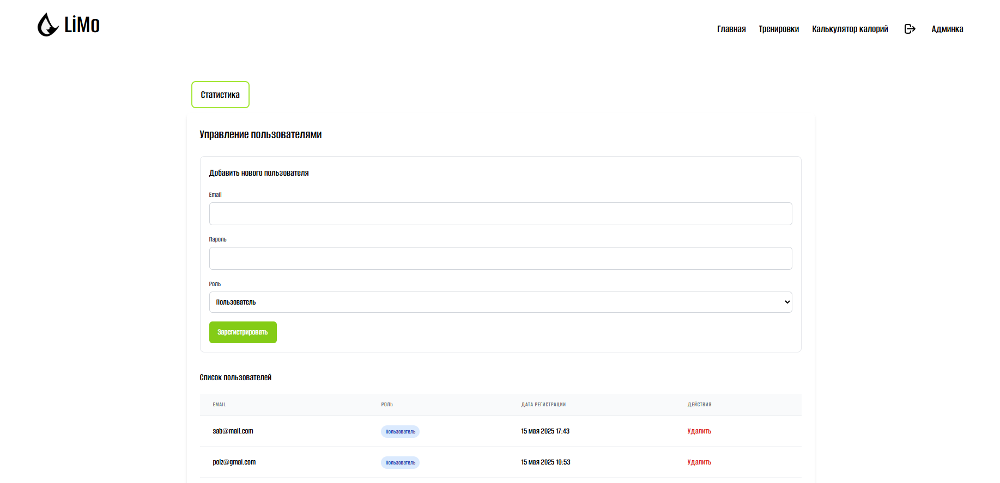 LiMo
Главная Тренировки Калькулятор калорий Админка
Статистика
Управление пользователями
Добавить нового пользователя
Email
Пароль
Роль
Пользователь
Зарегистрировать
Список пользователей
EMAIL РОЛЬ ДАТА РЕГИСТРАЦИИ ДЕЙСТВИЯ
sab@mail.com Пользователь 15 мая 2025 17:43 Удалить
polz@gmai.com Пользователь 15 мая 2025 10:53 Удалить